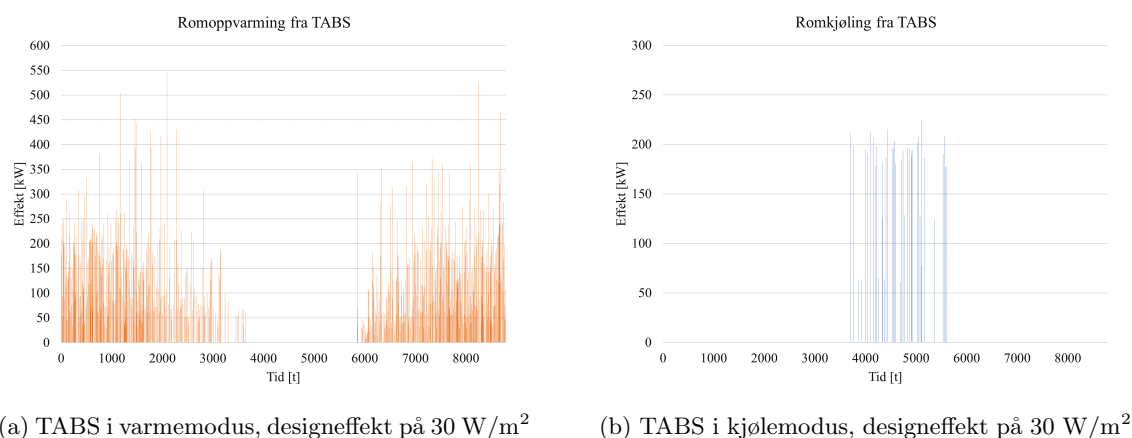 Romoppvarming fra TABS
600
550
500
450
400
350
300
250
200
150
100
50
0
Effekt [kW]
0 1000 2000 3000 4000 5000 6000 7000 8000
Tid [t]
(a) TABS i varmemodus, designeffekt på 30 W/m²
Romkjøling fra TABS
300
250
200
150
100
50
0
Effekt [kW]
0 1000 2000 3000 4000 5000 6000 7000 8000
Tid [t]
(b) TABS i kjølemodus, designeffekt på 30 W/m²